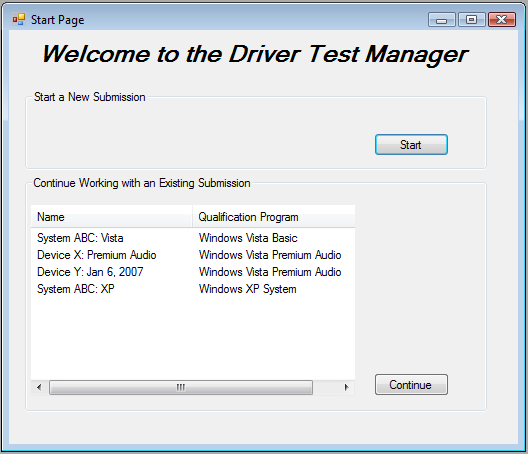 Start Page
Welcome to the Driver Test Manager
Start a New Submission
Start
Continue Working with an Existing Submission
Name Qualification Program
System ABC: Vista Windows Vista Basic
Device X: Premium Audio Windows Vista Premium Audio
Device Y: Jan 6, 2007 Windows Vista Premium Audio
System ABC: XP Windows XP System
Continue